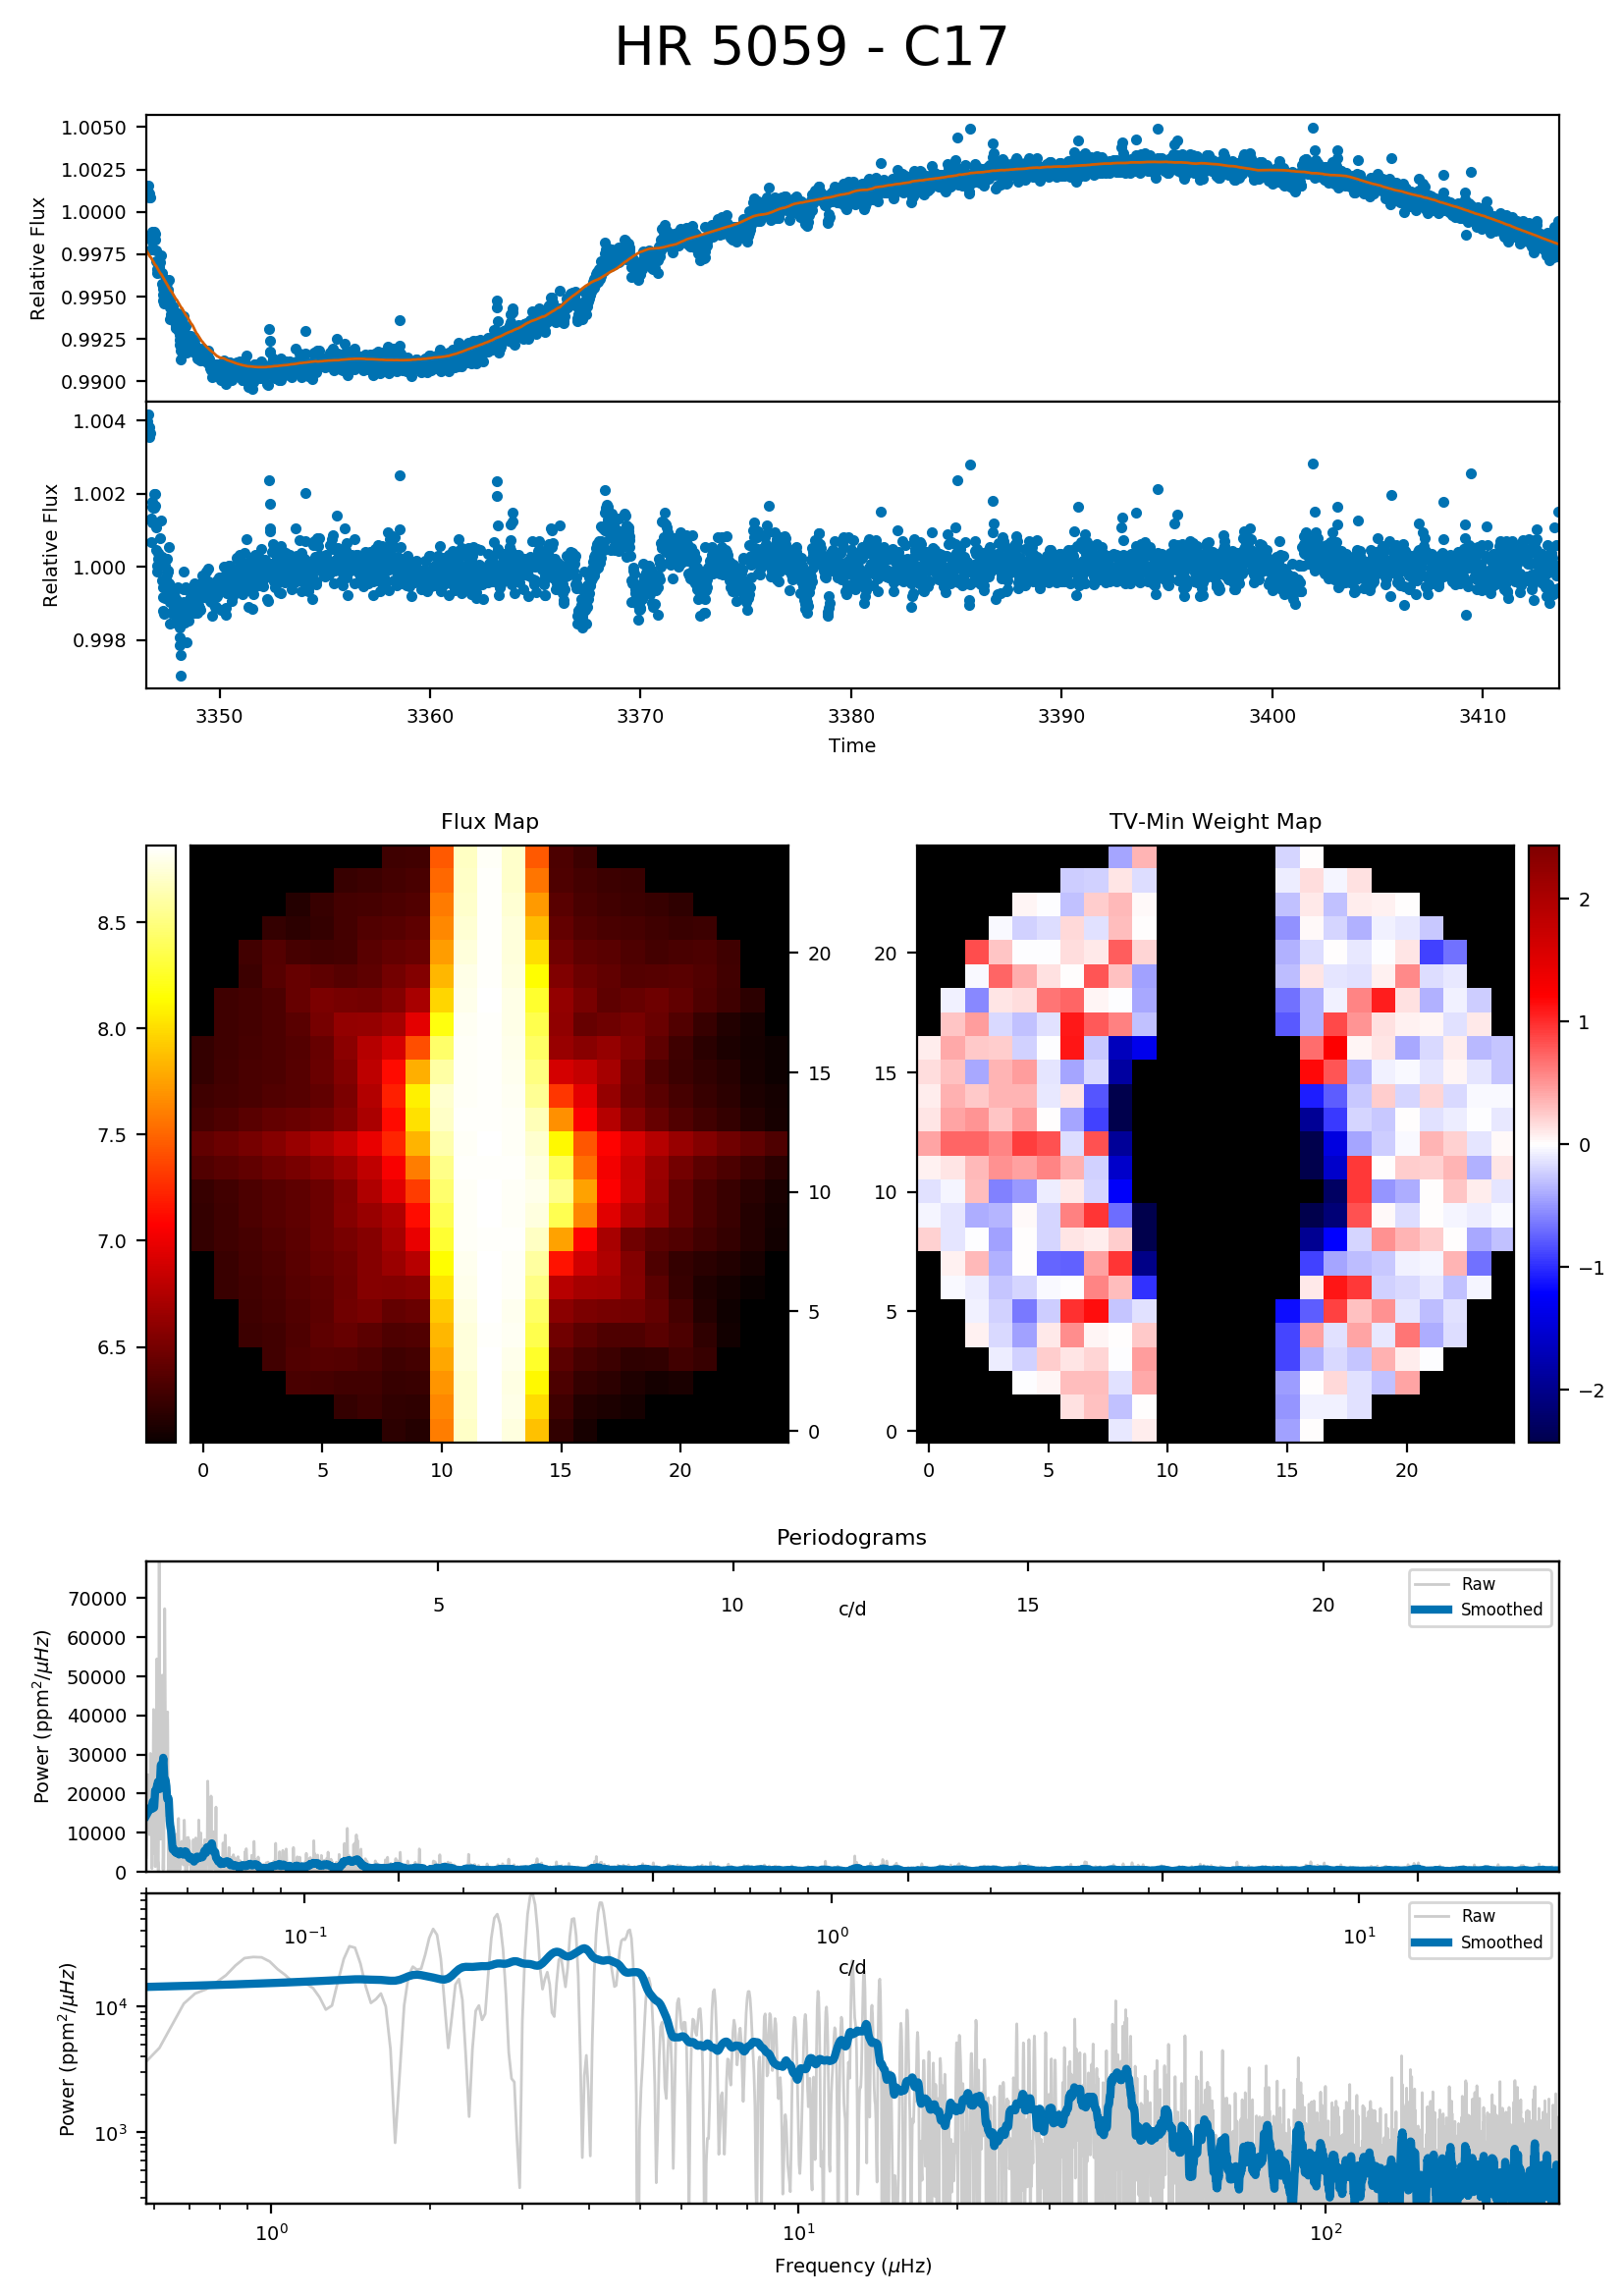 HR 5059 - C17
1.0050
1.0025
1.0000
0.9975
0.9950
0.9925
0.9900
Relative Flux
1.004
1.002
1.000
0.998
Relative Flux
3350 3360 3370 3380 3390 3400 3410
Time
Flux Map
8.5
8.0
7.5
7.0
6.5
20
15
10
5
0
0 5 10 15 20
TV-Min Weight Map
20
15
10
5
0
0 5 10 15 20
2
1
0
−1
−2
Periodograms
70000
60000
50000
40000
30000
20000
10000
0
Power (ppm²/μHz)
5 10 15 20
c/d
Raw
Smoothed
10⁻¹ 10⁰ 10¹
c/d
Raw
Smoothed
10⁴
10³
Power (ppm²/μHz)
10⁰ 10¹ 10²
Frequency (μHz)